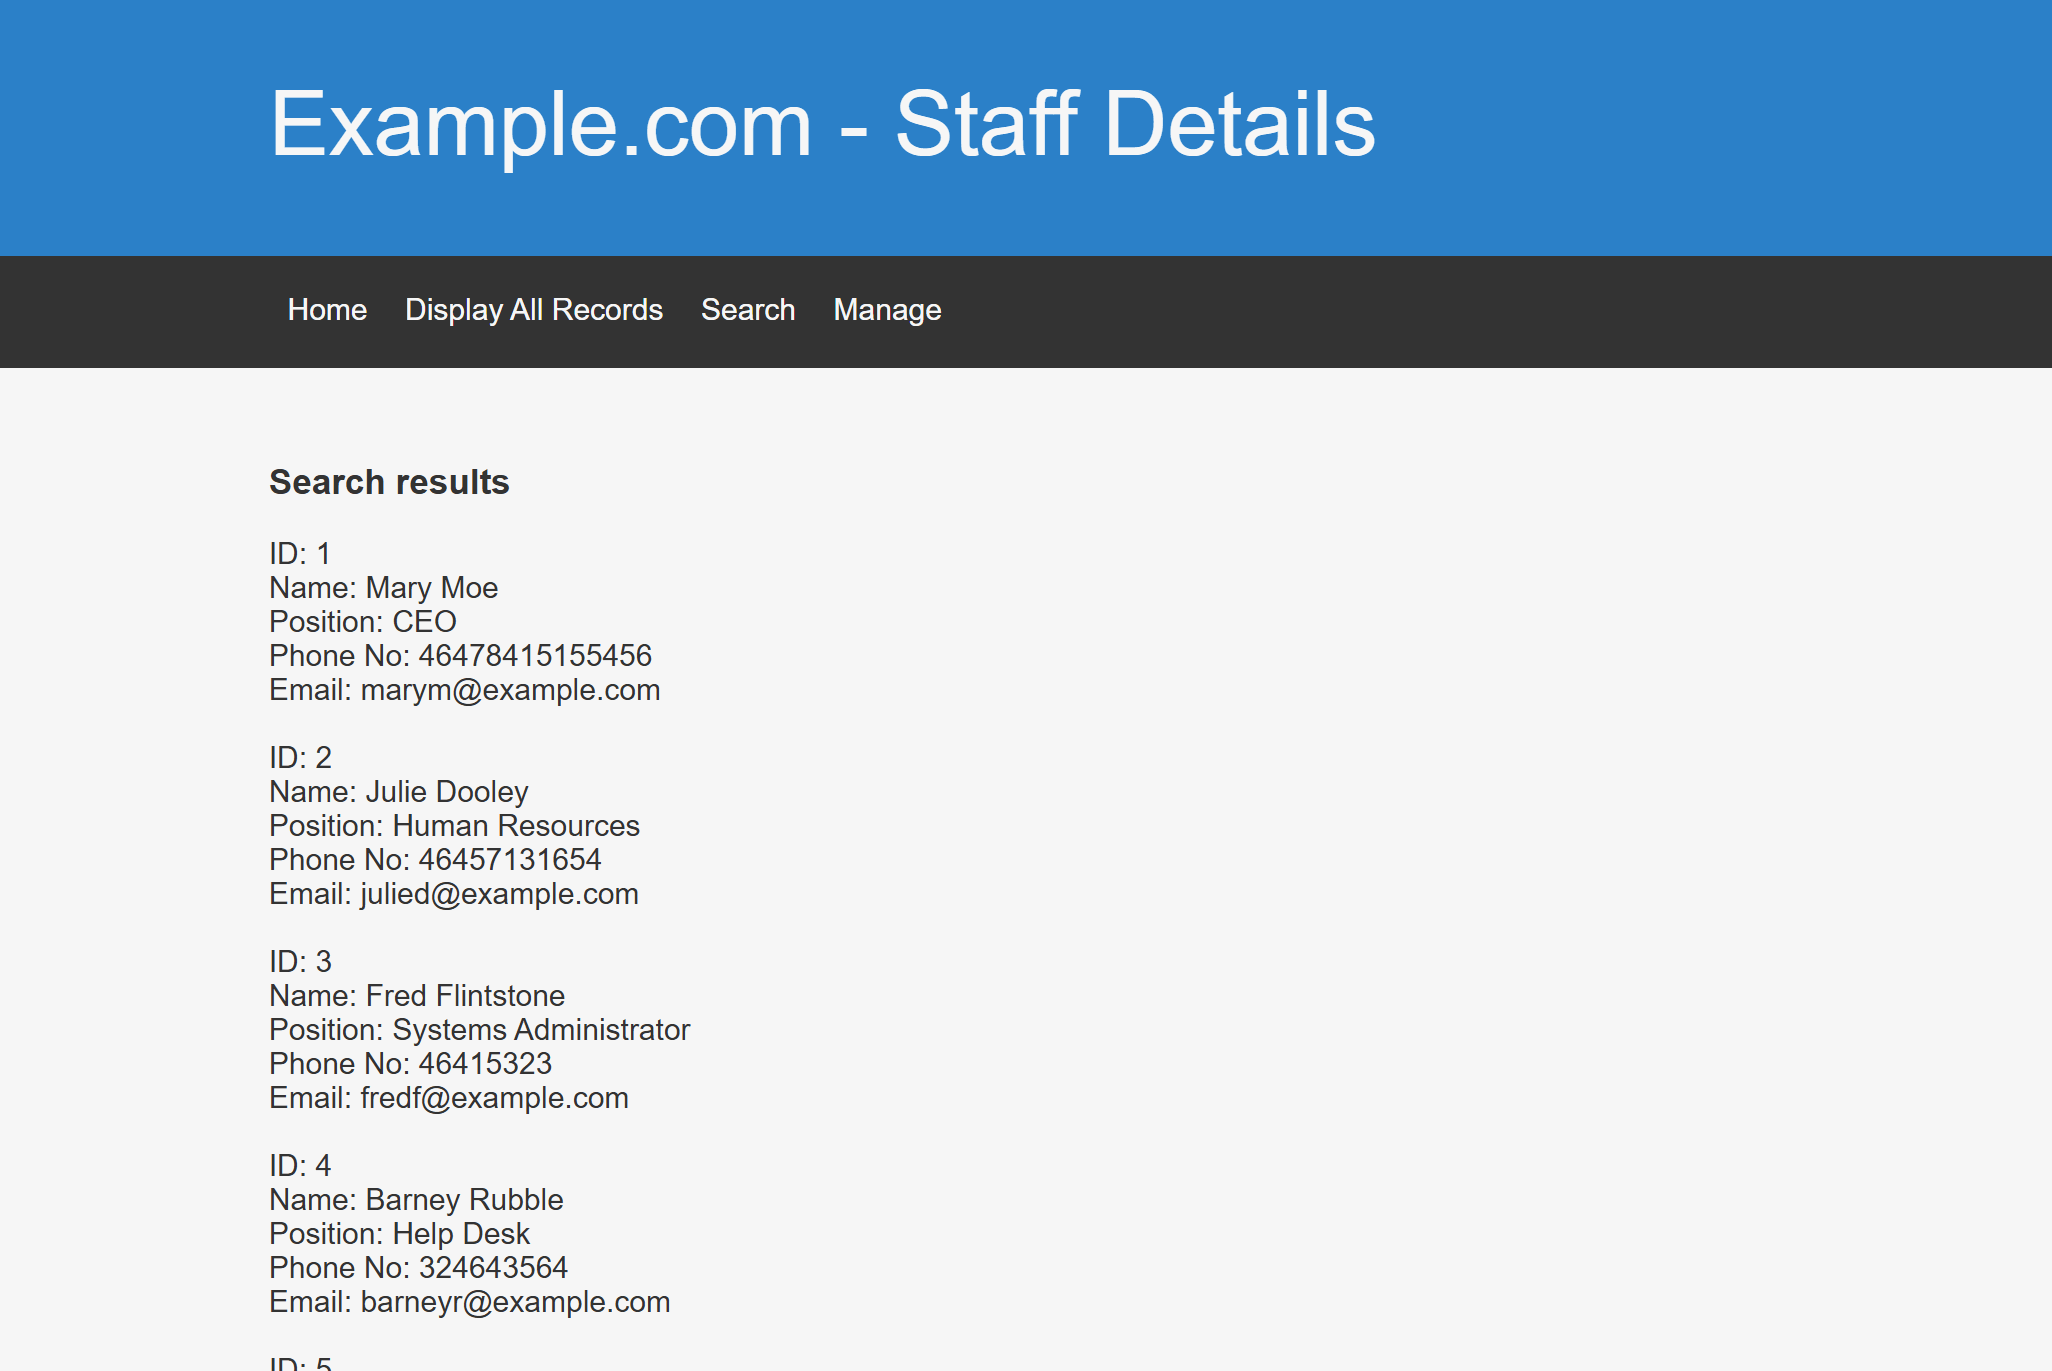 Example.com - Staff Details
Home Display All Records Search Manage
Search results
ID: 1
Name: Mary Moe
Position: CEO
Phone No: 46478415155456
Email: marym@example.com
ID: 2
Name: Julie Dooley
Position: Human Resources
Phone No: 46457131654
Email: julied@example.com
ID: 3
Name: Fred Flintstone
Position: Systems Administrator
Phone No: 46415323
Email: fredf@example.com
ID: 4
Name: Barney Rubble
Position: Help Desk
Phone No: 324643564
Email: barneyr@example.com
ID: 5